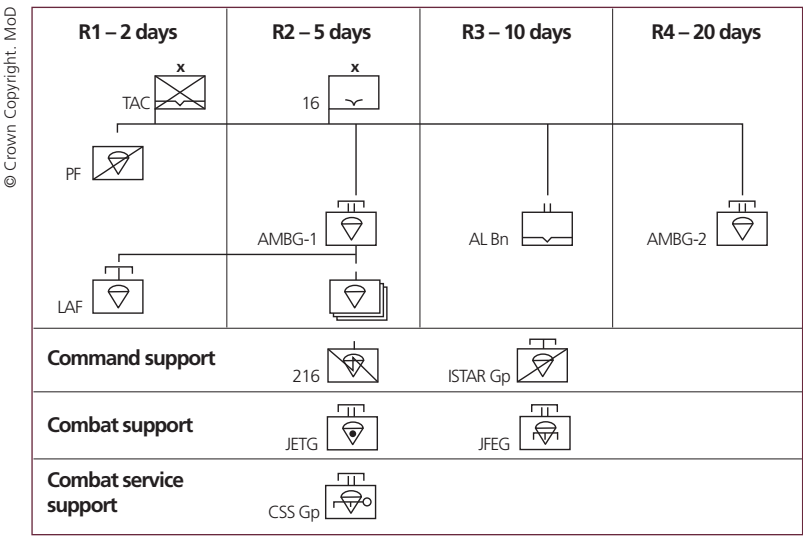 © Crown Copyright. MoD
R1 – 2 days
R2 – 5 days
R3 – 10 days
R4 – 20 days
x
x
TAC
16
PF
AMBG-1
AL Bn
AMBG-2
LAF
Command support
216
ISTAR Gp
Combat support
JETG
JFEG
Combat service
support
CSS Gp